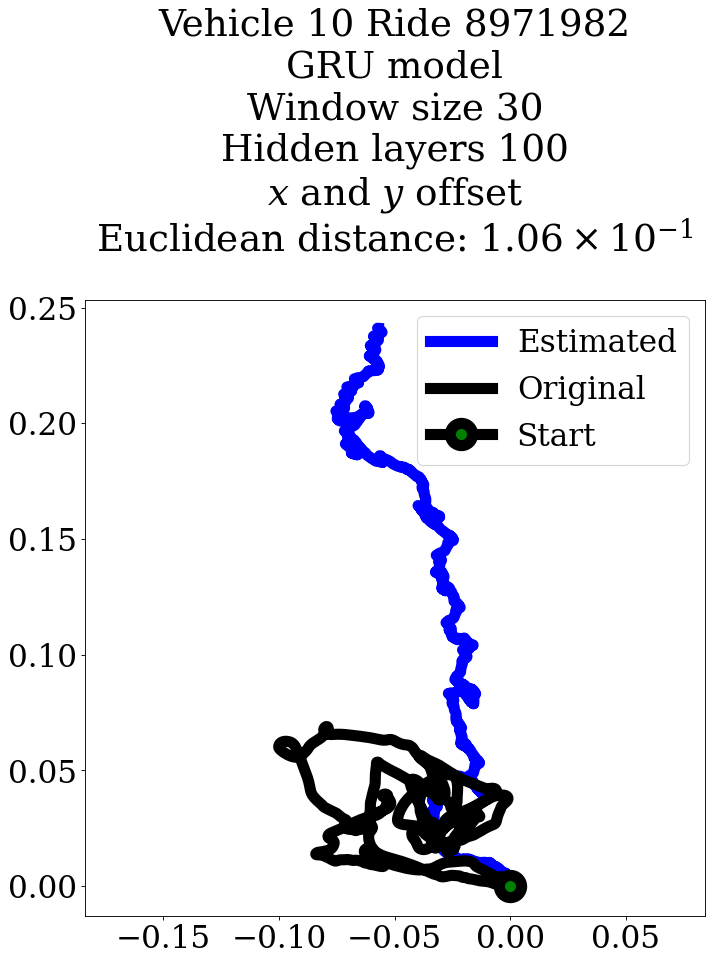 Vehicle 10 Ride 8971982
GRU model
Window size 30
Hidden layers 100
x and y offset
Euclidean distance: 1.06 × 10⁻¹
0.25
0.20
0.15
0.10
0.05
0.00
Estimated
Original
Start
−0.15 −0.10 −0.05 0.00 0.05